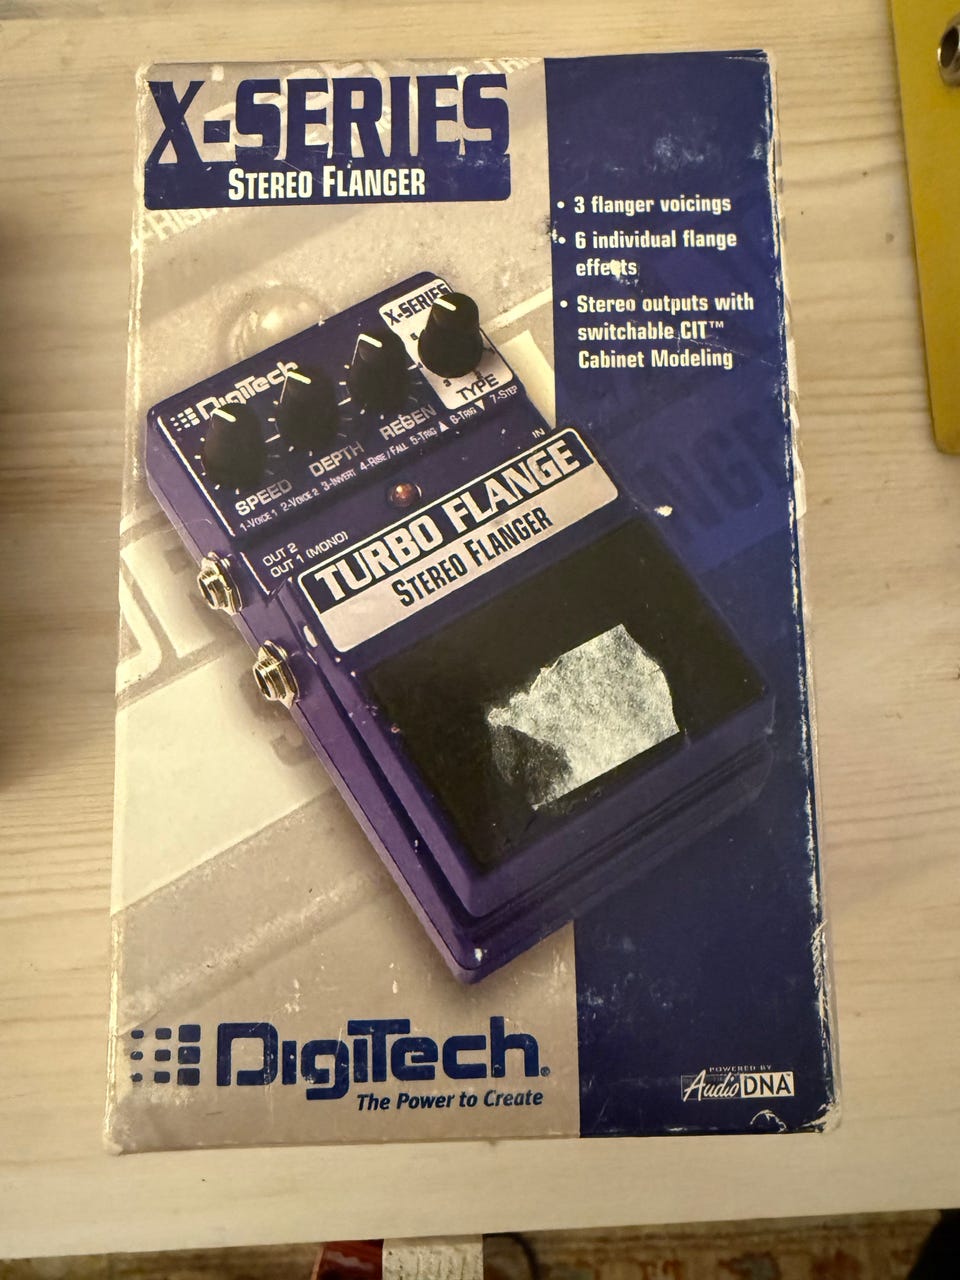 X-SERIES
STEREO FLANGER
• 3 flanger voicings
• 6 individual flange
effects
• Stereo outputs with
switchable CIT™
Cabinet Modeling
X-SERIES
DigiTech
TYPE
SPEED DEPTH REGEN
1-VOICE 1 2-VOICE 2 3-INVERT 4-RISE/FALL 5-TRIG ▲ 6-TRIG ▼ 7-STEP
IN
OUT 2
OUT 1 (MONO)
TURBO FLANGE
STEREO FLANGER
DigiTech®
The Power to Create
POWERED BY
AudioDNA™